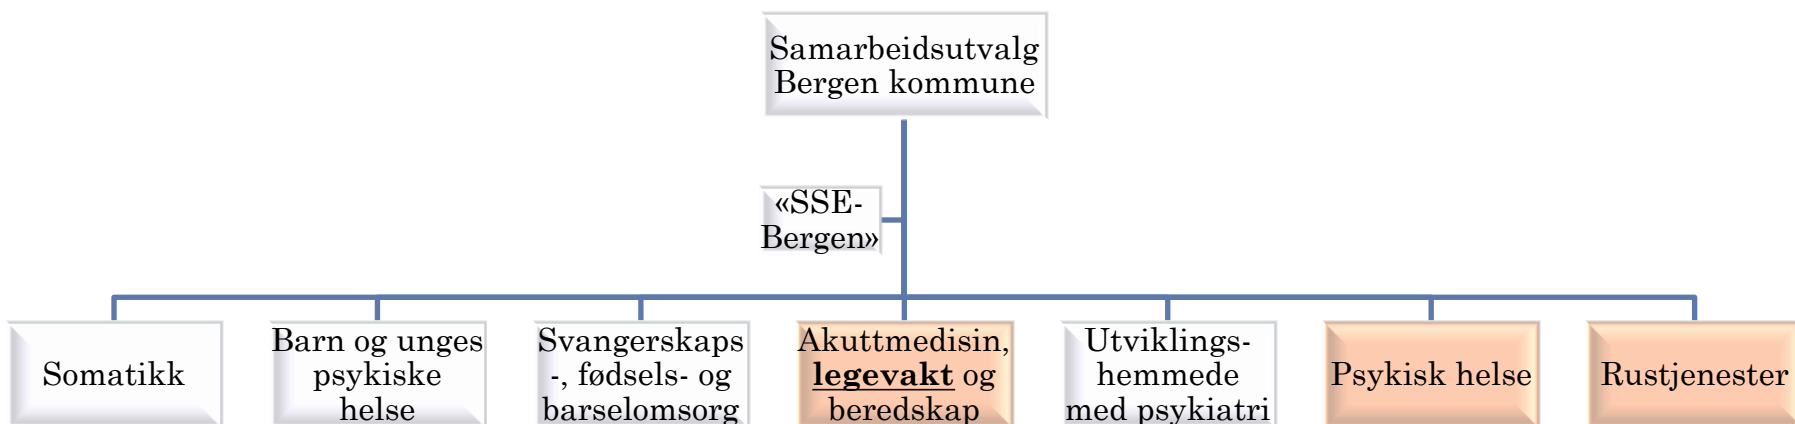 Samarbeidsutvalg
Bergen kommune
«SSE-
Bergen»
Somatikk
Barn og unges
psykiske
helse
Svangerskaps
-, fødsels- og
barselomsorg
Akuttmedisin,
legevakt og
beredskap
Utviklings-
hemmede
med psykiatri
Psykisk helse
Rustjenester